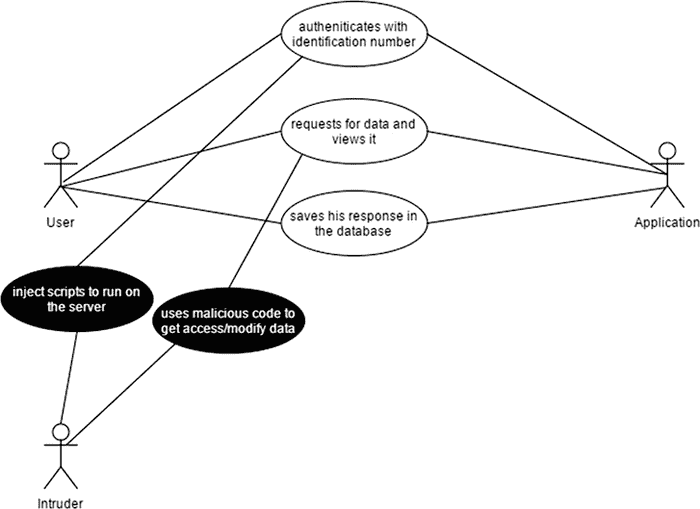 autheniticates with
identification number
requests for data and
views it
User
Application
saves his response in
the database
inject scripts to run on
the server
uses malicious code to
get access/modify data
Intruder